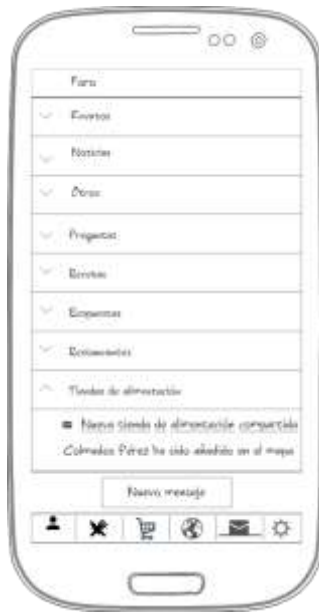 Foro
Eventos
Noticias
Otros
Preguntas
Recetas
Encuestas
Restaurantes
Tiendas de alimentación
Nueva tienda de alimentación compartida
Colmados Pérez ha sido añadido en el mapa
Nuevo mensaje